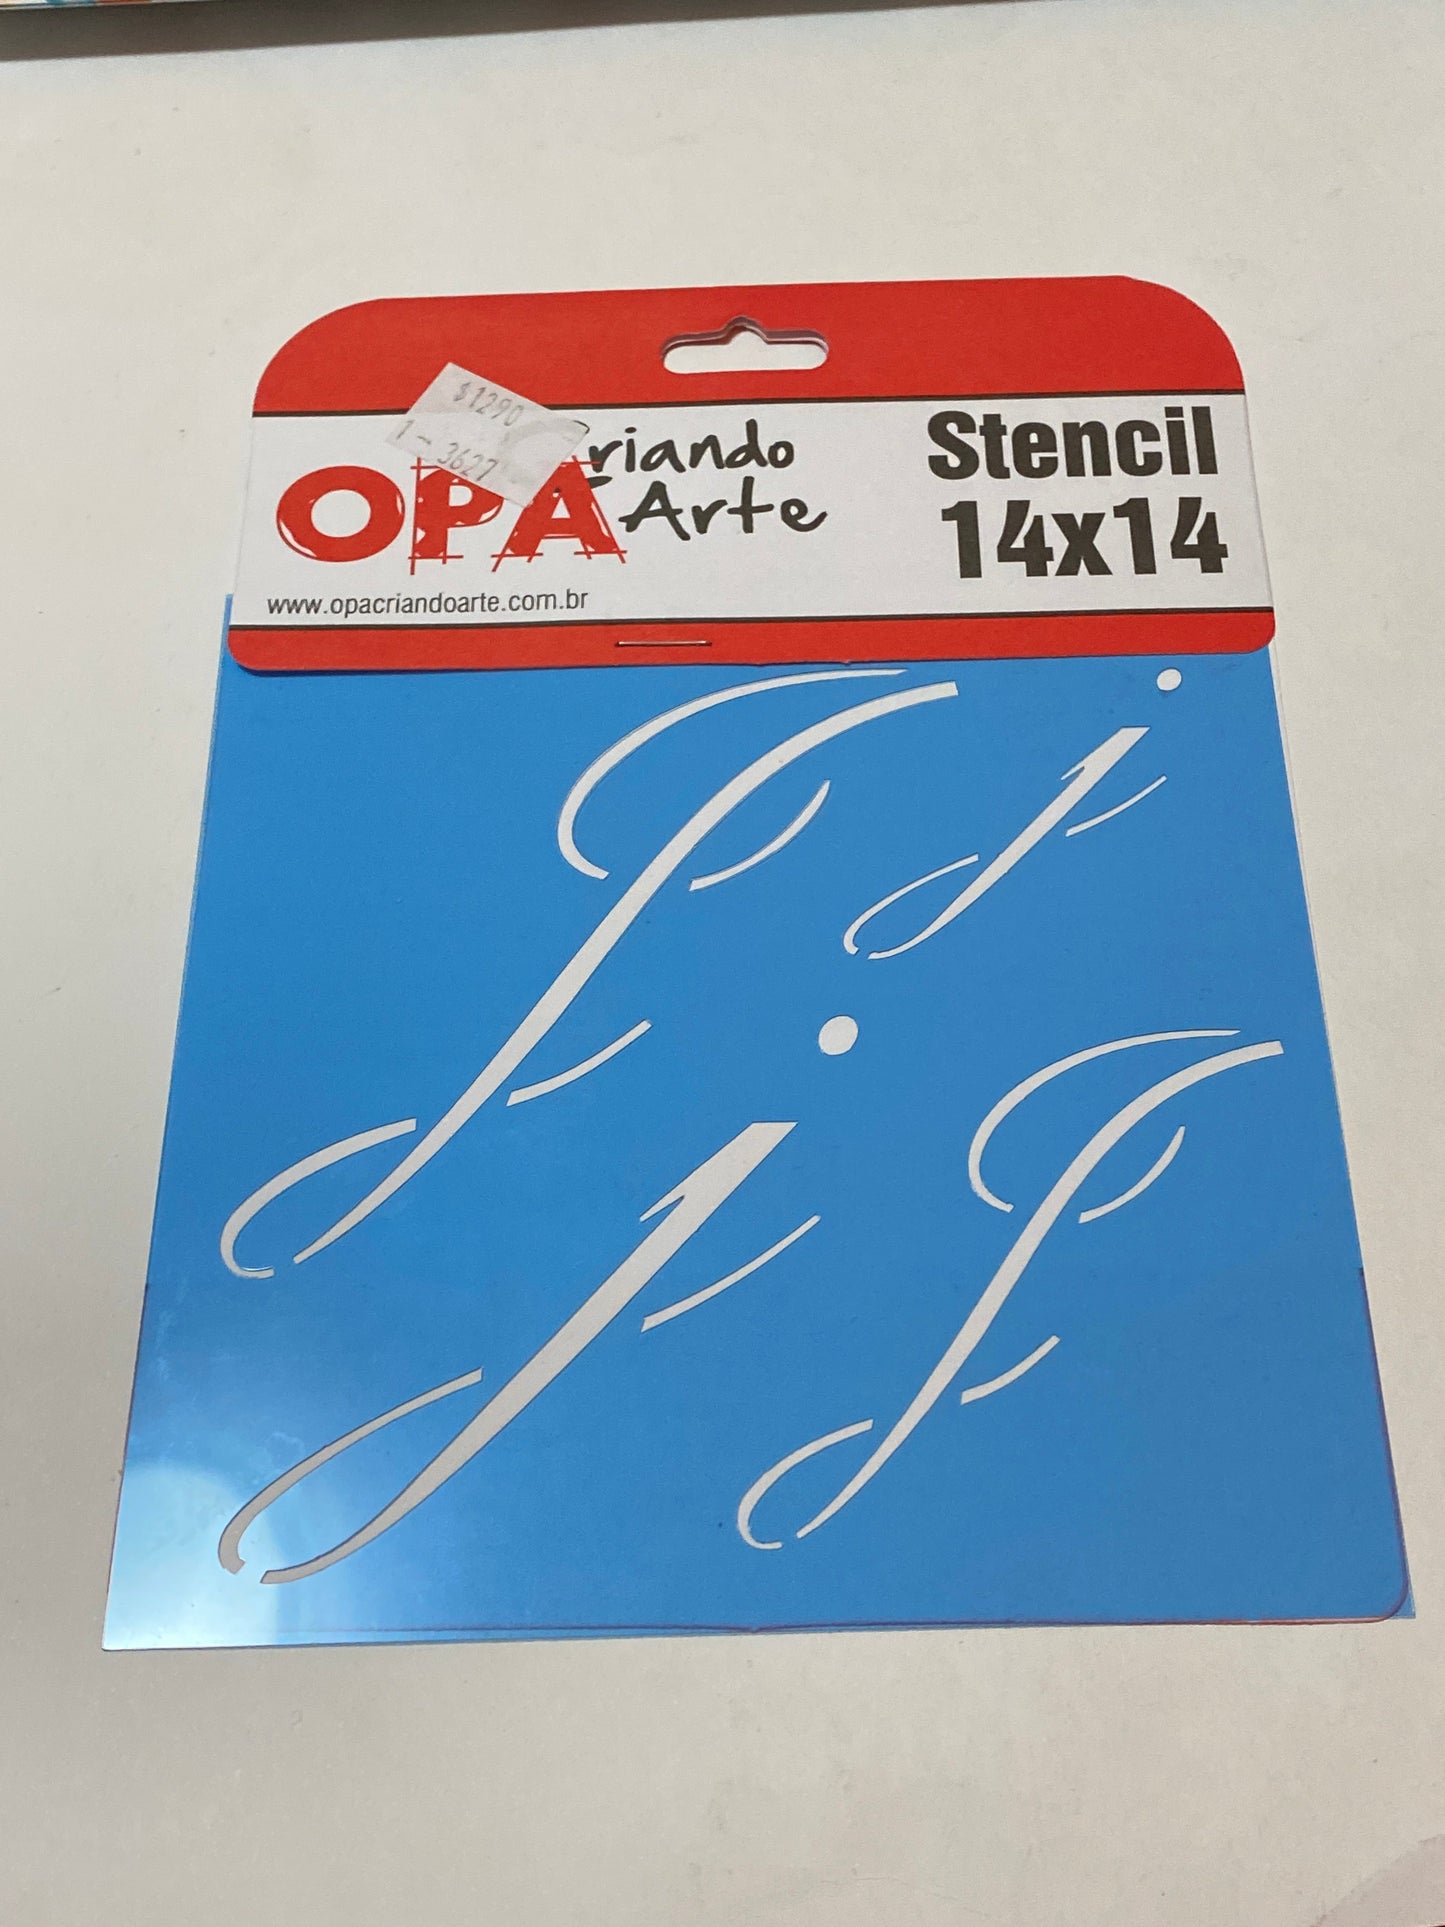 $1290
1 - 3627
OPA
riando
Arte
www.opacriandoarte.com.br
Stencil
14x14
J j
j J